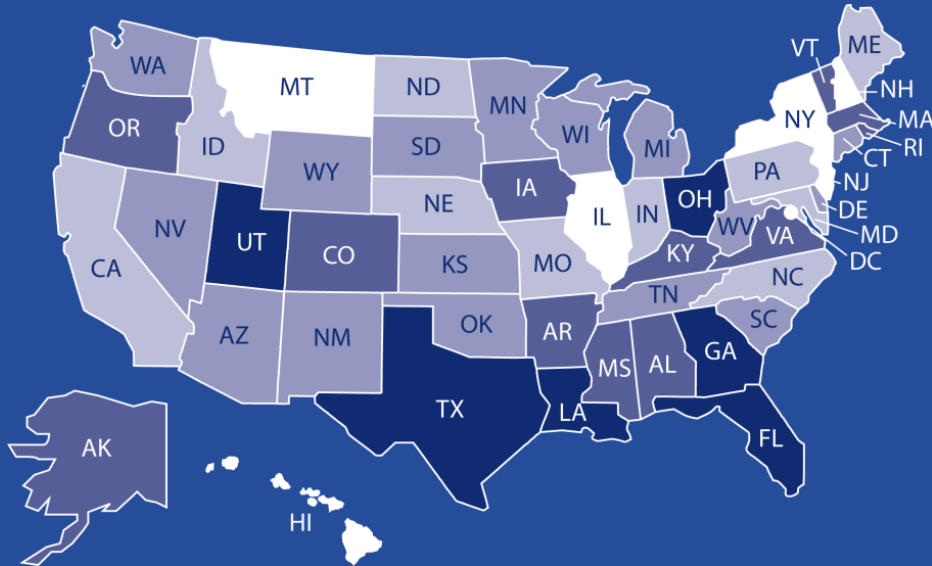 WA
MT
ND
MN
VT
ME
OR
ID
WY
SD
WI
MI
NY
NH
MA
RI
CT
NV
UT
CO
NE
IA
IL
IN
OH
PA
NJ
DE
MD
DC
CA
KS
MO
KY
WV
VA
AZ
NM
OK
AR
TN
NC
SC
TX
LA
MS
AL
GA
FL
AK
HI